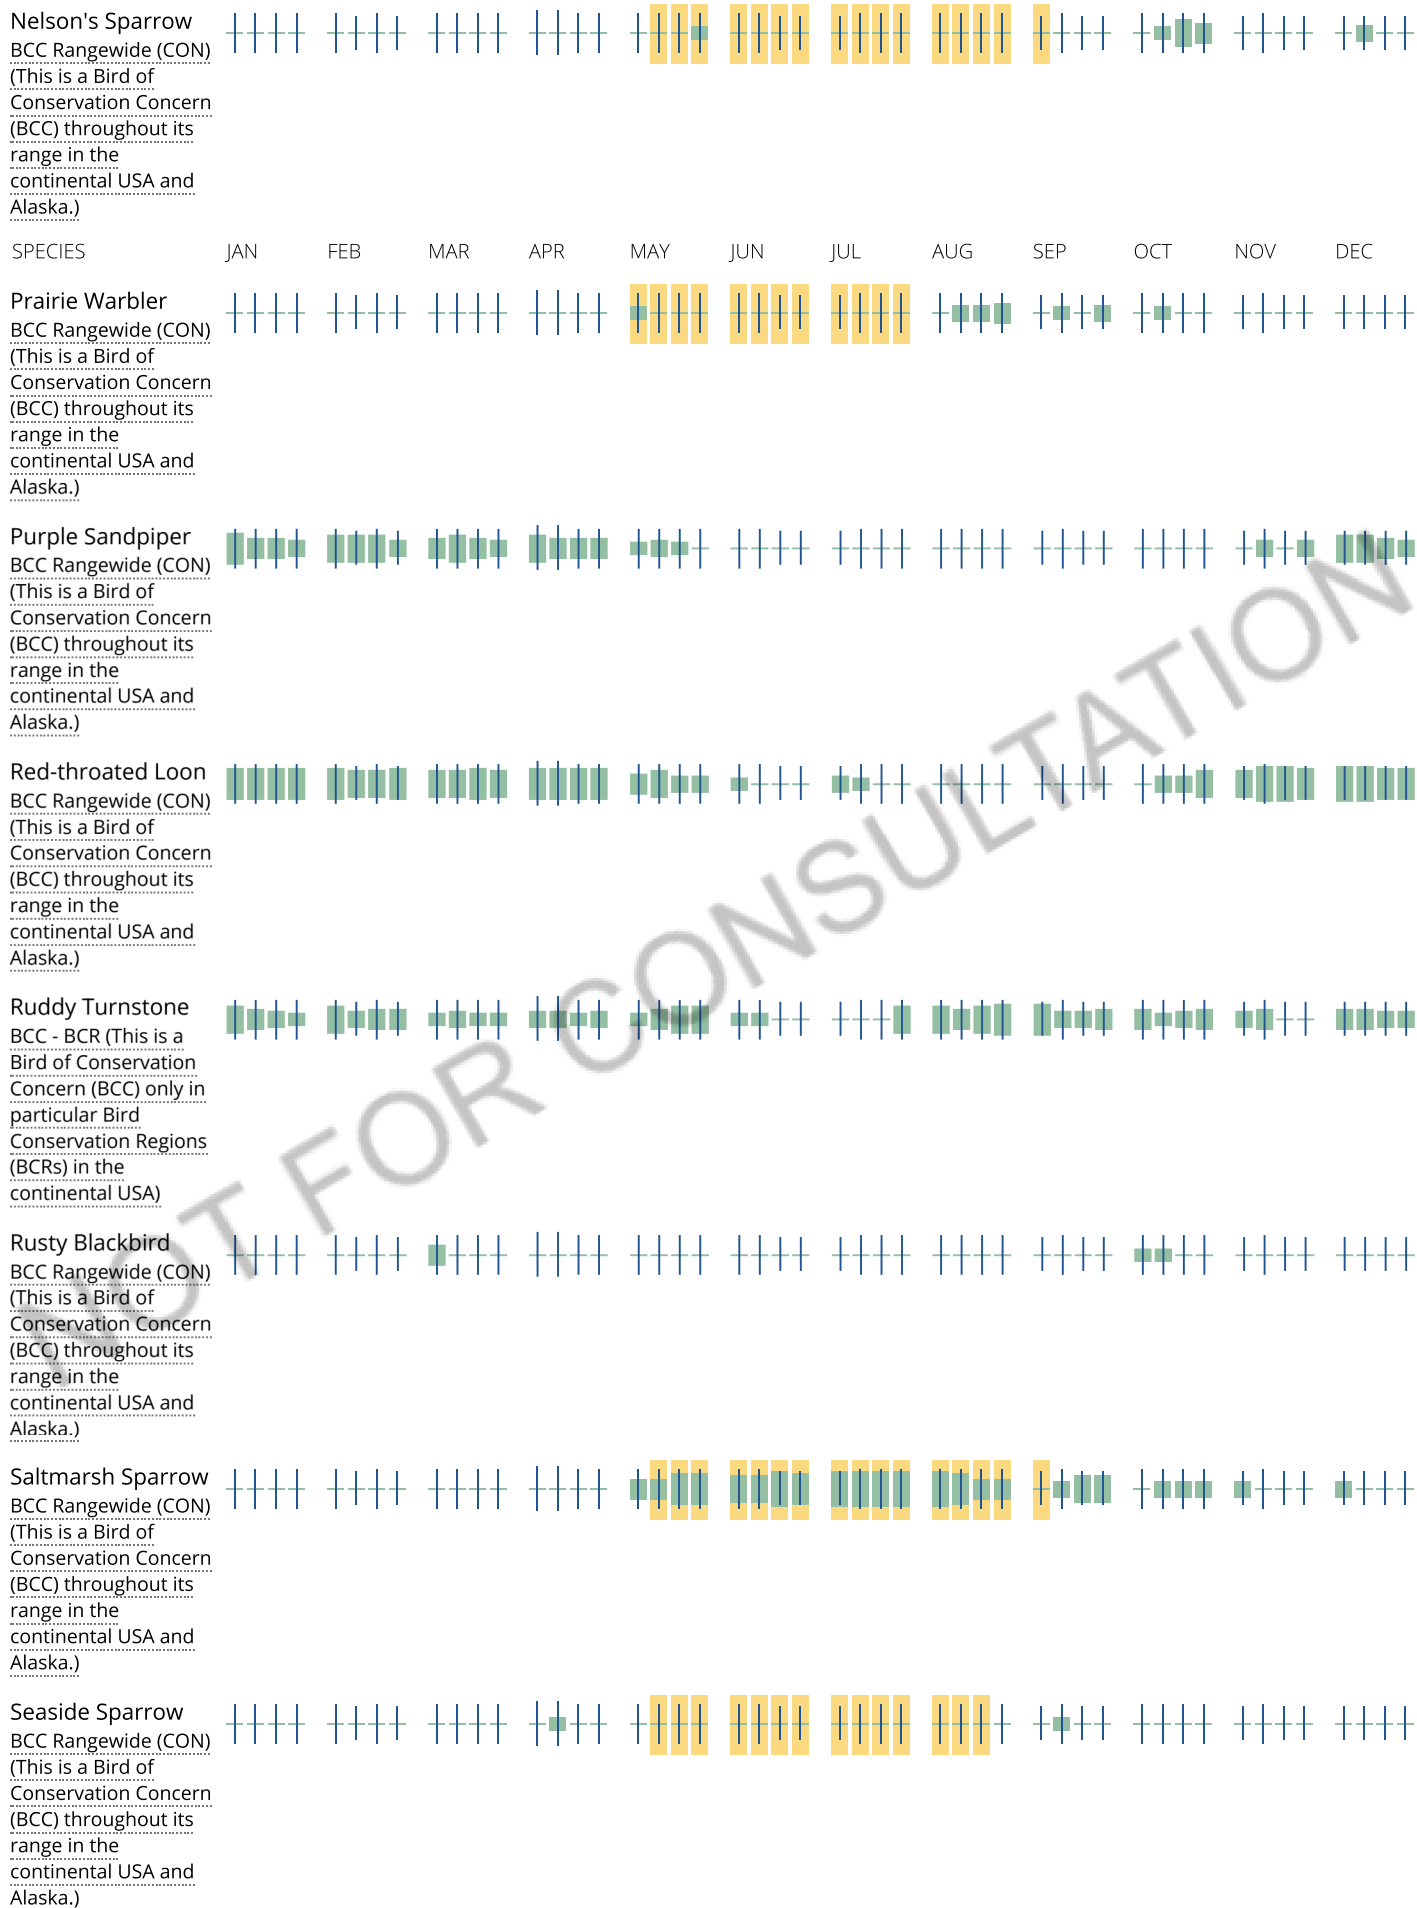 Nelson's Sparrow
BCC Rangewide (CON)
(This is a Bird of
Conservation Concern
(BCC) throughout its
range in the
continental USA and
Alaska.)
SPECIES JAN FEB MAR APR MAY JUN JUL AUG SEP OCT NOV DEC
Prairie Warbler
BCC Rangewide (CON)
(This is a Bird of
Conservation Concern
(BCC) throughout its
range in the
continental USA and
Alaska.)
Purple Sandpiper
BCC Rangewide (CON)
(This is a Bird of
Conservation Concern
(BCC) throughout its
range in the
continental USA and
Alaska.)
Red-throated Loon
BCC Rangewide (CON)
(This is a Bird of
Conservation Concern
(BCC) throughout its
range in the
continental USA and
Alaska.)
Ruddy Turnstone
BCC - BCR (This is a
Bird of Conservation
Concern (BCC) only in
particular Bird
Conservation Regions
(BCRs) in the
continental USA)
Rusty Blackbird
BCC Rangewide (CON)
(This is a Bird of
Conservation Concern
(BCC) throughout its
range in the
continental USA and
Alaska.)
Saltmarsh Sparrow
BCC Rangewide (CON)
(This is a Bird of
Conservation Concern
(BCC) throughout its
range in the
continental USA and
Alaska.)
Seaside Sparrow
BCC Rangewide (CON)
(This is a Bird of
Conservation Concern
(BCC) throughout its
range in the
continental USA and
Alaska.)
NOT FOR CONSULTATION